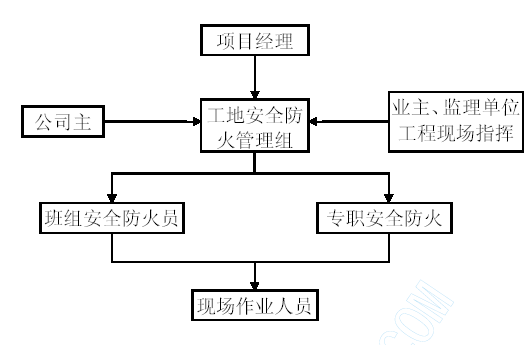 项目经理
公司主
工地安全防
火管理组
业主、监理单位
工程现场指挥
班组安全防火员
专职安全防火
现场作业人员
.COM